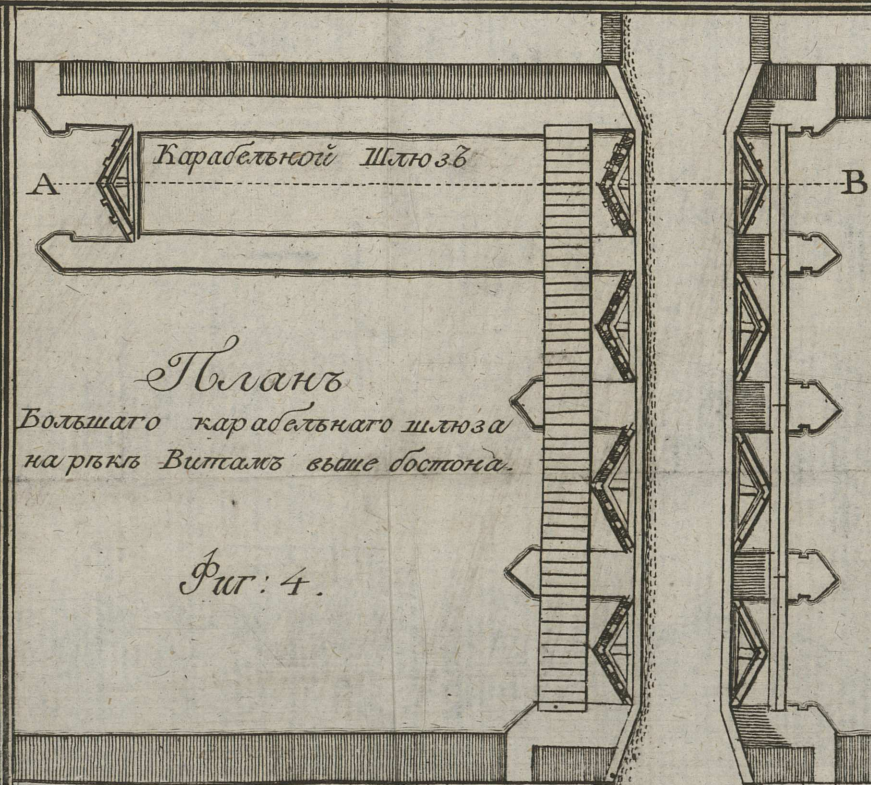 Карабельной Шлюзъ
А В
Планъ
Большаго карабельнаго шлюза
на рѣкѣ Витамъ выше бостона.
Фиг: 4.